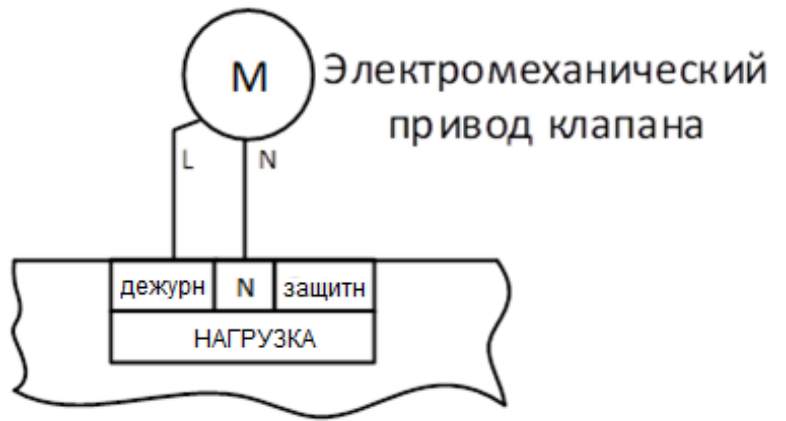 М
Электромеханический
привод клапана
L
N
дежурн
N
защитн
НАГРУЗКА